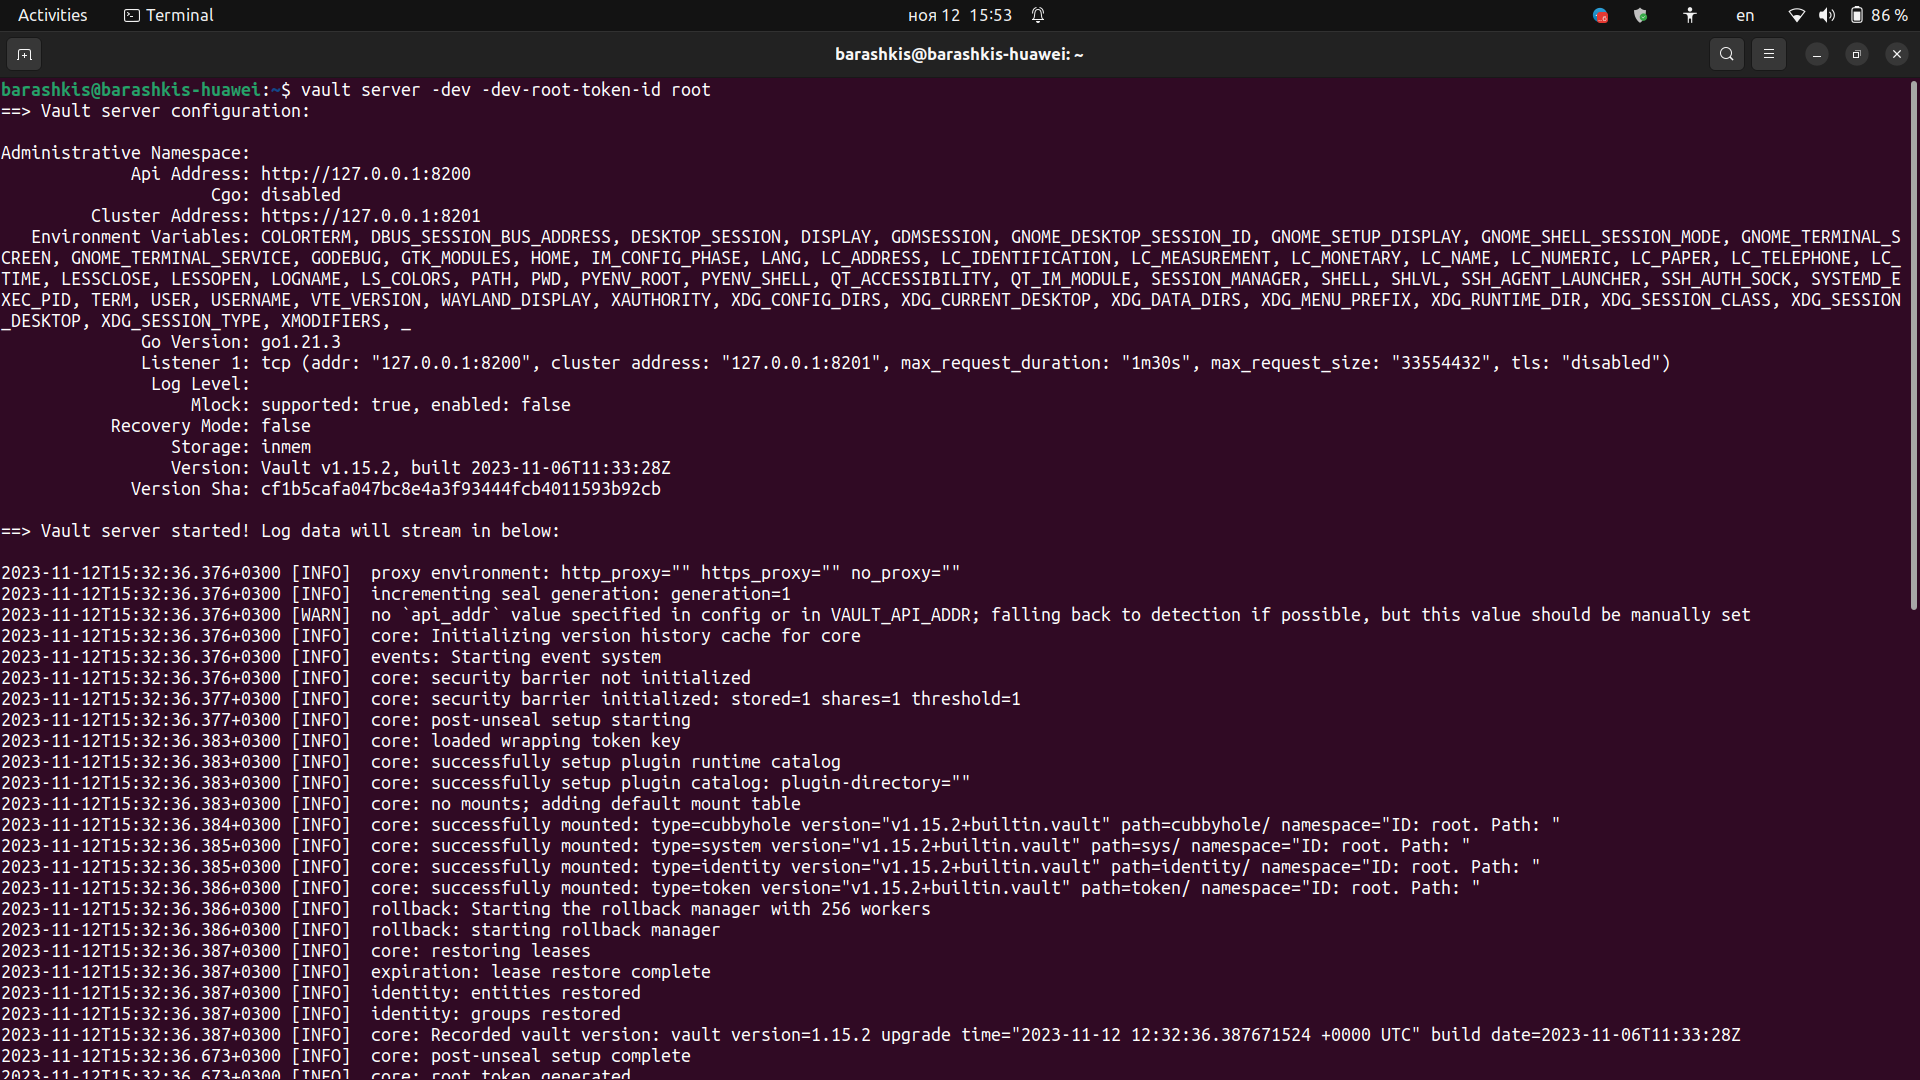 Activities Terminal ноя 12 15:53 en 86 %
barashkis@barashkis-huawei: ~
barashkis@barashkis-huawei:~$ vault server -dev -dev-root-token-id root
==> Vault server configuration:
Administrative Namespace:
Api Address: http://127.0.0.1:8200
Cgo: disabled
Cluster Address: https://127.0.0.1:8201
Environment Variables: COLORTERM, DBUS_SESSION_BUS_ADDRESS, DESKTOP_SESSION, DISPLAY, GDMSESSION, GNOME_DESKTOP_SESSION_ID, GNOME_SETUP_DISPLAY, GNOME_SHELL_SESSION_MODE, GNOME_TERMINAL_S
CREEN, GNOME_TERMINAL_SERVICE, GODEBUG, GTK_MODULES, HOME, IM_CONFIG_PHASE, LANG, LC_ADDRESS, LC_IDENTIFICATION, LC_MEASUREMENT, LC_MONETARY, LC_NAME, LC_NUMERIC, LC_PAPER, LC_TELEPHONE, LC_
TIME, LESSCLOSE, LESSOPEN, LOGNAME, LS_COLORS, PATH, PWD, PYENV_ROOT, PYENV_SHELL, QT_ACCESSIBILITY, QT_IM_MODULE, SESSION_MANAGER, SHELL, SHLVL, SSH_AGENT_LAUNCHER, SSH_AUTH_SOCK, SYSTEMD_E
XEC_PID, TERM, USER, USERNAME, VTE_VERSION, WAYLAND_DISPLAY, XAUTHORITY, XDG_CONFIG_DIRS, XDG_CURRENT_DESKTOP, XDG_DATA_DIRS, XDG_MENU_PREFIX, XDG_RUNTIME_DIR, XDG_SESSION_CLASS, XDG_SESSION
_DESKTOP, XDG_SESSION_TYPE, XMODIFIERS, _
Go Version: go1.21.3
Listener 1: tcp (addr: "127.0.0.1:8200", cluster address: "127.0.0.1:8201", max_request_duration: "1m30s", max_request_size: "33554432", tls: "disabled")
Log Level:
Mlock: supported: true, enabled: false
Recovery Mode: false
Storage: inmem
Version: Vault v1.15.2, built 2023-11-06T11:33:28Z
Version Sha: cf1b5cafa047bc8e4a3f93444fcb4011593b92cb
==> Vault server started! Log data will stream in below:
2023-11-12T15:32:36.376+0300 [INFO]  proxy environment: http_proxy="" https_proxy="" no_proxy=""
2023-11-12T15:32:36.376+0300 [INFO]  incrementing seal generation: generation=1
2023-11-12T15:32:36.376+0300 [WARN]  no `api_addr` value specified in config or in VAULT_API_ADDR; falling back to detection if possible, but this value should be manually set
2023-11-12T15:32:36.376+0300 [INFO]  core: Initializing version history cache for core
2023-11-12T15:32:36.376+0300 [INFO]  events: Starting event system
2023-11-12T15:32:36.376+0300 [INFO]  core: security barrier not initialized
2023-11-12T15:32:36.377+0300 [INFO]  core: security barrier initialized: stored=1 shares=1 threshold=1
2023-11-12T15:32:36.377+0300 [INFO]  core: post-unseal setup starting
2023-11-12T15:32:36.383+0300 [INFO]  core: loaded wrapping token key
2023-11-12T15:32:36.383+0300 [INFO]  core: successfully setup plugin runtime catalog
2023-11-12T15:32:36.383+0300 [INFO]  core: successfully setup plugin catalog: plugin-directory=""
2023-11-12T15:32:36.383+0300 [INFO]  core: no mounts; adding default mount table
2023-11-12T15:32:36.384+0300 [INFO]  core: successfully mounted: type=cubbyhole version="v1.15.2+builtin.vault" path=cubbyhole/ namespace="ID: root. Path: "
2023-11-12T15:32:36.385+0300 [INFO]  core: successfully mounted: type=system version="v1.15.2+builtin.vault" path=sys/ namespace="ID: root. Path: "
2023-11-12T15:32:36.385+0300 [INFO]  core: successfully mounted: type=identity version="v1.15.2+builtin.vault" path=identity/ namespace="ID: root. Path: "
2023-11-12T15:32:36.386+0300 [INFO]  core: successfully mounted: type=token version="v1.15.2+builtin.vault" path=token/ namespace="ID: root. Path: "
2023-11-12T15:32:36.386+0300 [INFO]  rollback: Starting the rollback manager with 256 workers
2023-11-12T15:32:36.386+0300 [INFO]  rollback: starting rollback manager
2023-11-12T15:32:36.387+0300 [INFO]  core: restoring leases
2023-11-12T15:32:36.387+0300 [INFO]  expiration: lease restore complete
2023-11-12T15:32:36.387+0300 [INFO]  identity: entities restored
2023-11-12T15:32:36.387+0300 [INFO]  identity: groups restored
2023-11-12T15:32:36.387+0300 [INFO]  core: Recorded vault version: vault version=1.15.2 upgrade time="2023-11-12 12:32:36.387671524 +0000 UTC" build date=2023-11-06T11:33:28Z
2023-11-12T15:32:36.673+0300 [INFO]  core: post-unseal setup complete
2023-11-12T15:32:36.673+0300 [INFO]  core: root token generated